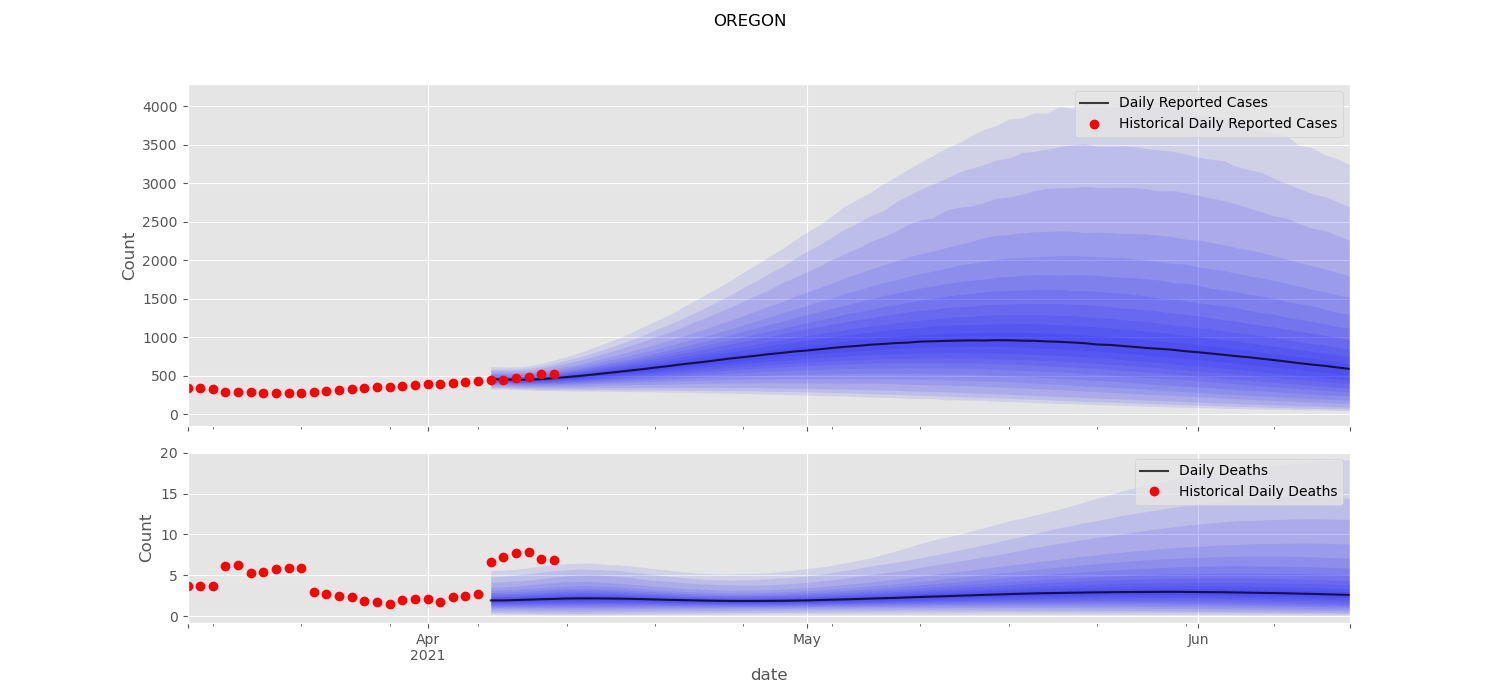 OREGON
4000
3500
3000
2500
2000
1500
1000
500
0
Count
Daily Reported Cases
Historical Daily Reported Cases
20
15
10
5
0
Count
Daily Deaths
Historical Daily Deaths
Apr
2021
May
Jun
date